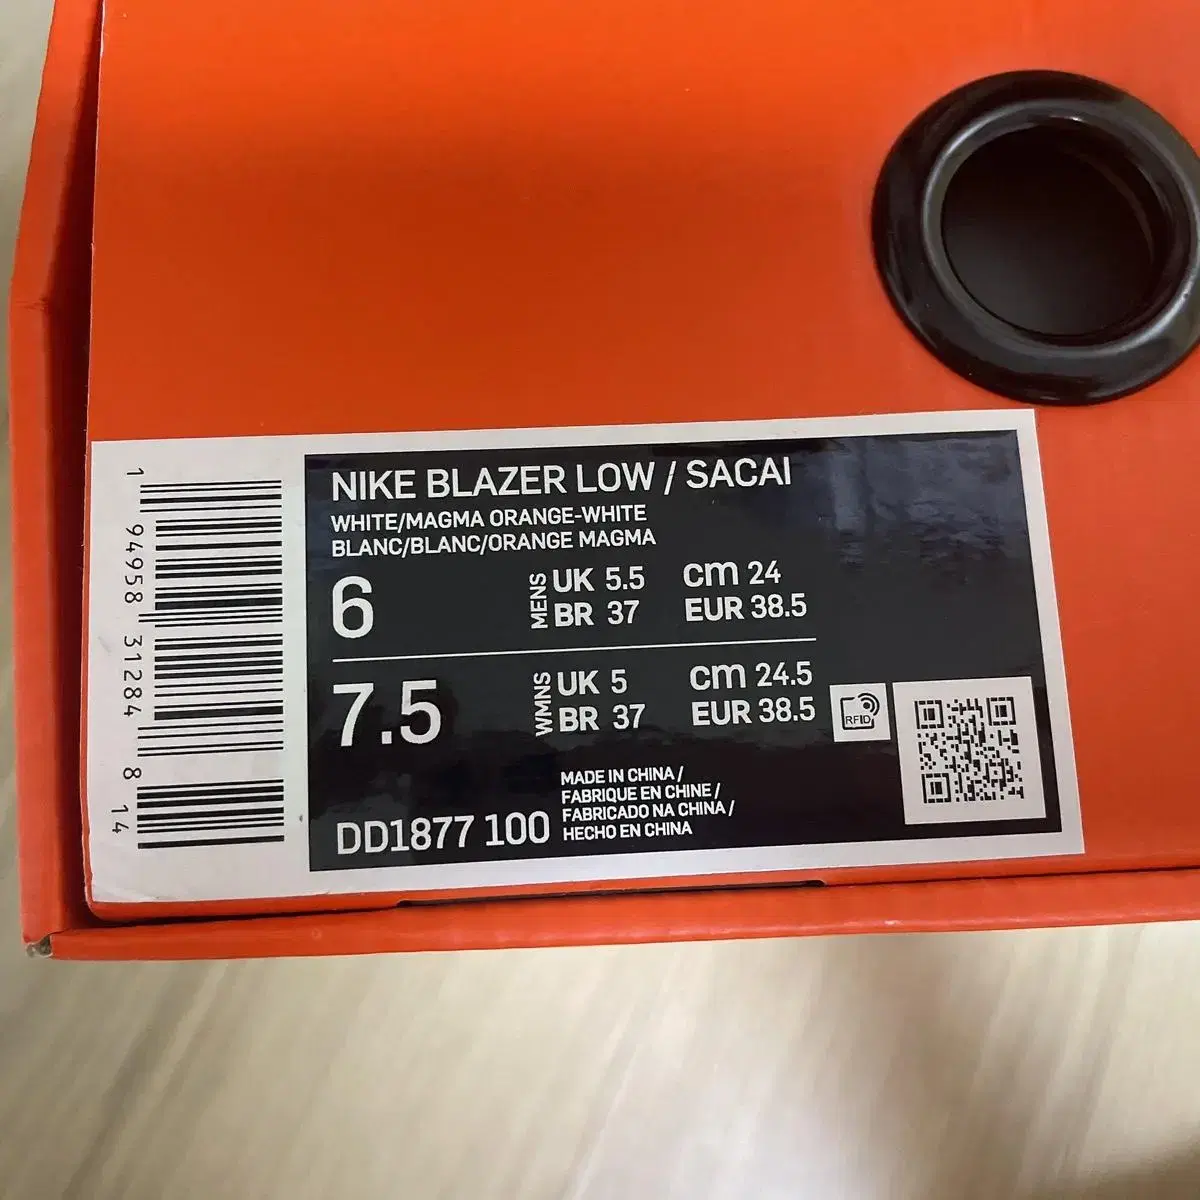 1 94958 31284 8 14
NIKE BLAZER LOW / SACAI
WHITE/MAGMA ORANGE-WHITE
BLANC/BLANC/ORANGE MAGMA
6 MENS UK 5.5 cm 24
BR 37 EUR 38.5
7.5 WMNS UK 5 cm 24.5
BR 37 EUR 38.5
RFID
MADE IN CHINA /
FABRIQUE EN CHINE /
FABRICADO NA CHINA /
HECHO EN CHINA
DD1877 100